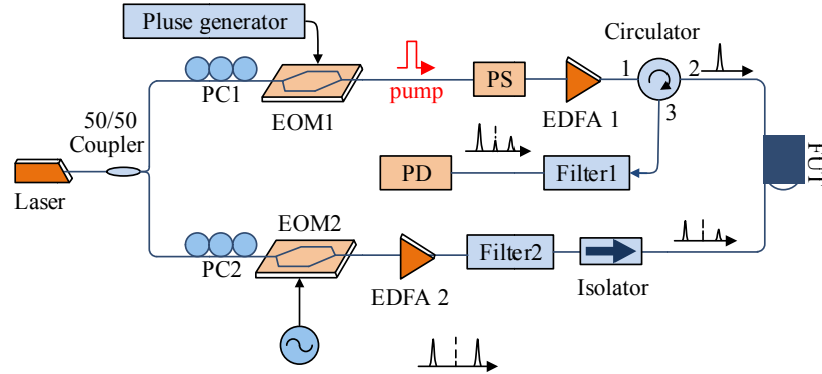 Pluse generator
Circulator
PC1
EOM1
pump
PS
EDFA 1
1
2
3
50/50
Coupler
Laser
PD
Filter1
FUT
PC2
EOM2
EDFA 2
Filter2
Isolator